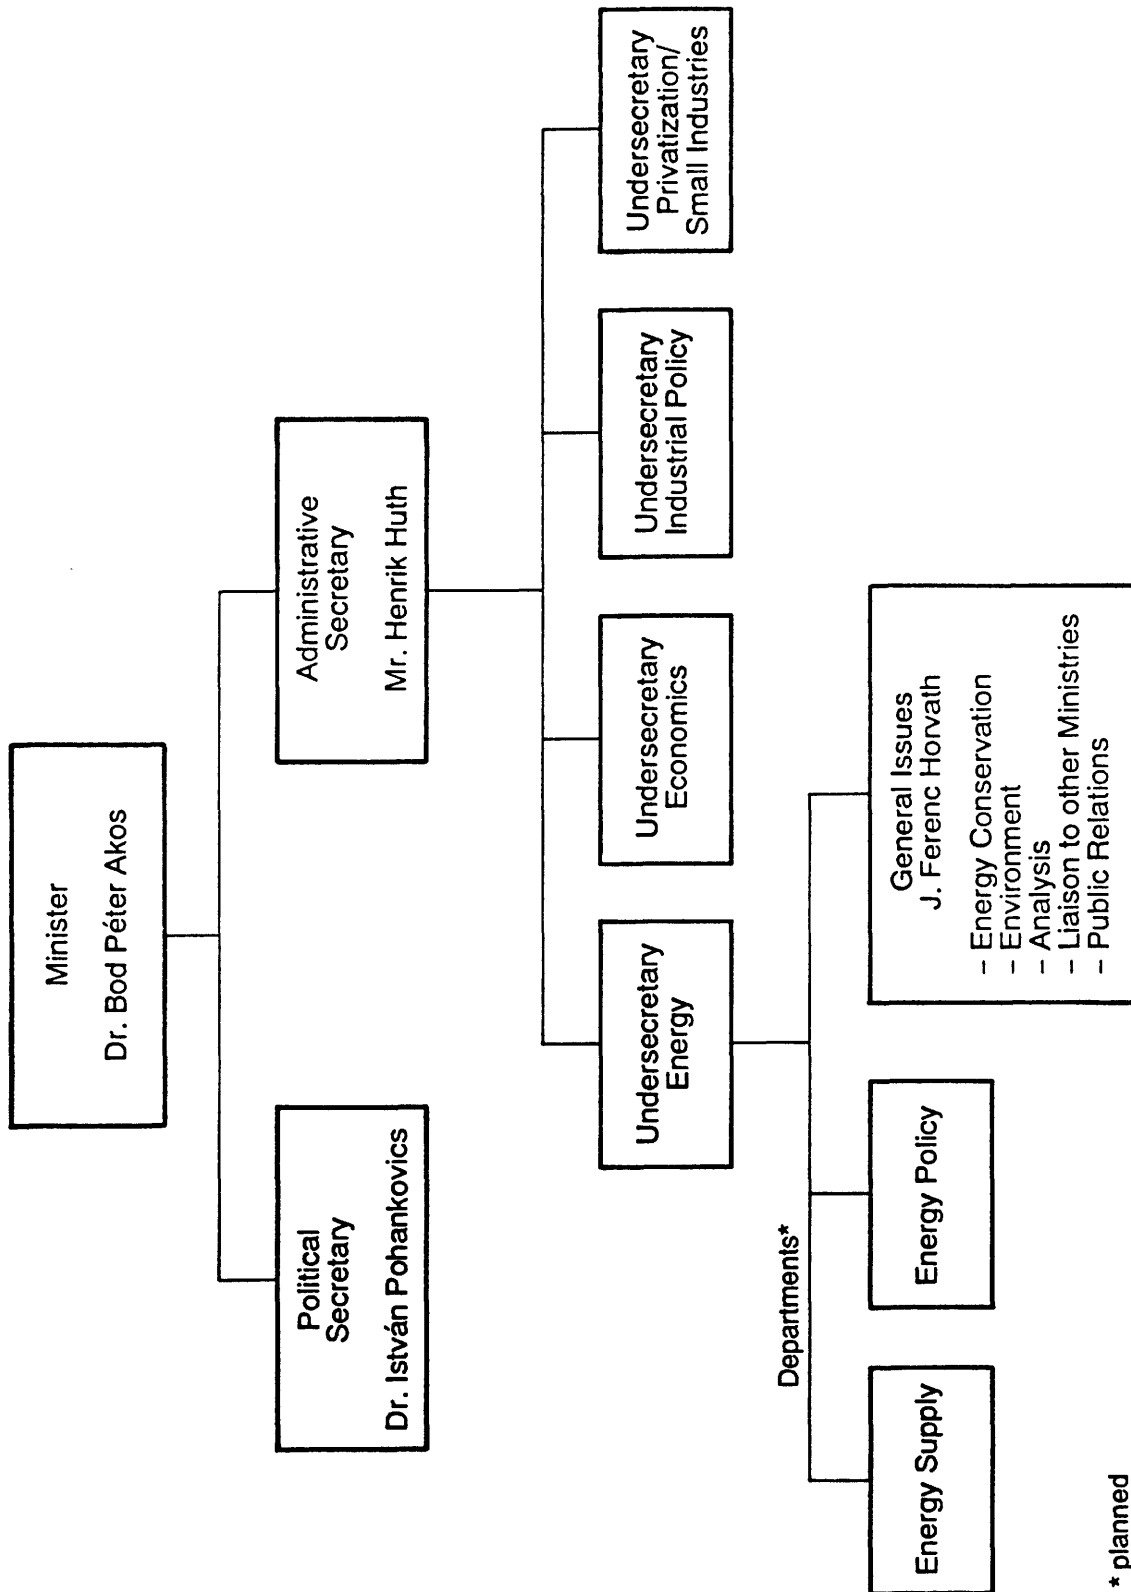 Minister
Dr. Bod Péter Akos
Political
Secretary
Dr. István Pohankovics
Administrative
Secretary
Mr. Henrik Huth
Undersecretary
Energy
Undersecretary
Economics
Undersecretary
Industrial Policy
Undersecretary
Privatization/
Small Industries
Departments*
Energy Supply
Energy Policy
General Issues
J. Ferenc Horvath
– Energy Conservation
– Environment
– Analysis
– Liaison to other Ministries
– Public Relations
* planned